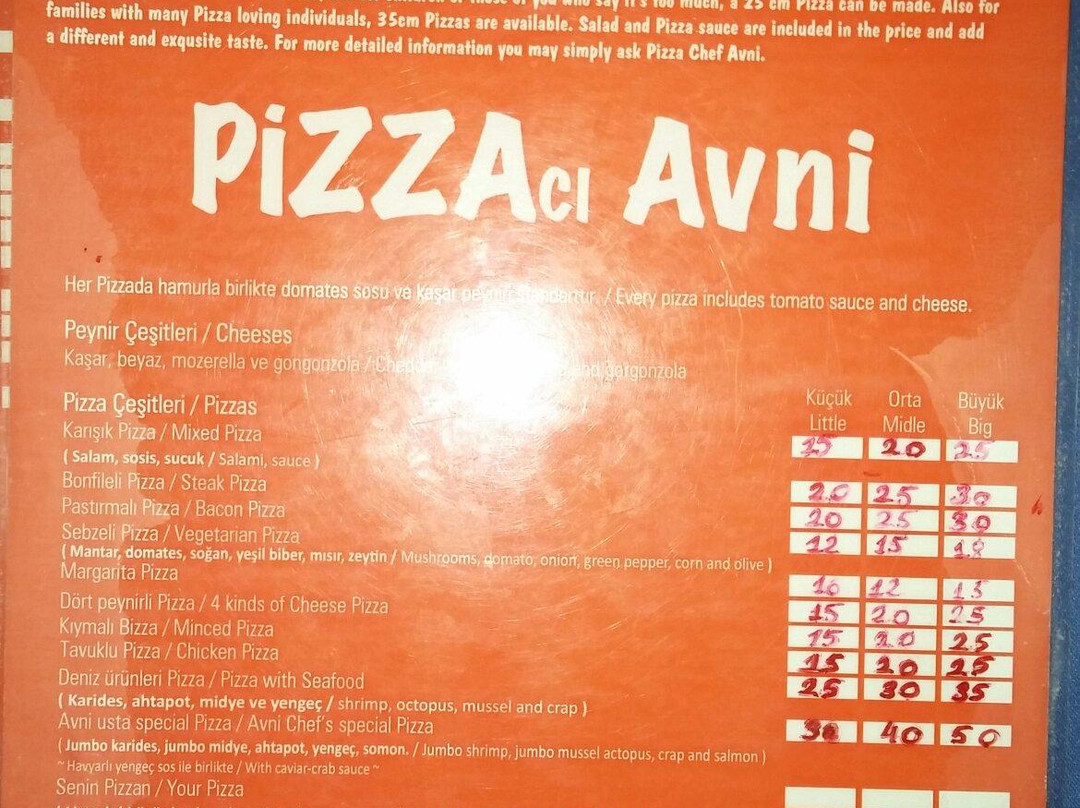 a 25 cm Pizza can be made. Also for
families with many Pizza loving individuals, 35cm Pizzas are available. Salad and Pizza sauce are included in the price and add
a different and exqusite taste. For more detailed information you may simply ask Pizza Chef Avni.
PiZZAcı Avni
Her Pizzada hamurla birlikte domates sosu ve kaşar peynir standarttır. / Every pizza includes tomato sauce and cheese.
Peynir Çeşitleri / Cheeses
Kaşar, beyaz, mozerella ve gongonzola / gorgonzola
Pizza Çeşitleri / Pizzas Küçük Orta Büyük
Little Midle Big
Karışık Pizza / Mixed Pizza 15 20 25
( Salam, sosis, sucuk / Salami, sauce )
Bonfileli Pizza / Steak Pizza 20 25 30
Pastırmalı Pizza / Bacon Pizza 20 25 30
Sebzeli Pizza / Vegetarian Pizza 12 15 18
( Mantar, domates, soğan, yeşil biber, mısır, zeytin / Mushrooms, domato, onion, green pepper, corn and olive )
Margarita Pizza 10 12 15
Dört peynirli Pizza / 4 kinds of Cheese Pizza 15 20 25
Kıymalı Bizza / Minced Pizza 15 20 25
Tavuklu Pizza / Chicken Pizza 15 20 25
Deniz ürünleri Pizza / Pizza with Seafood 25 30 35
( Karides, ahtapot, midye ve yengeç / shrimp, octopus, mussel and crap )
Avni usta special Pizza / Avni Chef's special Pizza 30 40 50
( Jumbo karides, jumbo midye, ahtapot, yengeç, somon. / Jumbo shrimp, jumbo mussel actopus, crap and salmon )
~ Havyarlı yengeç sos ile birlikte / With caviar-crab sauce ~
Senin Pizzan / Your Pizza